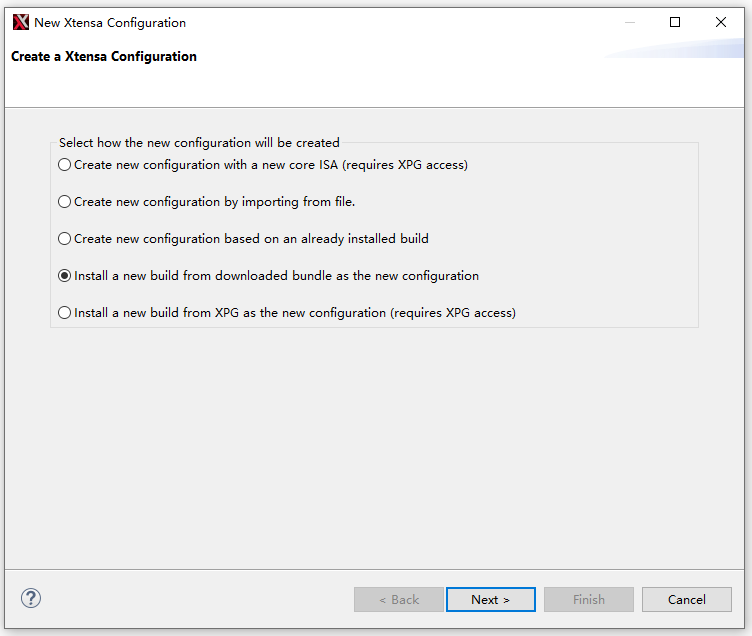 New Xtensa Configuration
Create a Xtensa Configuration
Select how the new configuration will be created
Create new configuration with a new core ISA (requires XPG access)
Create new configuration by importing from file.
Create new configuration based on an already installed build
Install a new build from downloaded bundle as the new configuration
Install a new build from XPG as the new configuration (requires XPG access)
? < Back Next > Finish Cancel